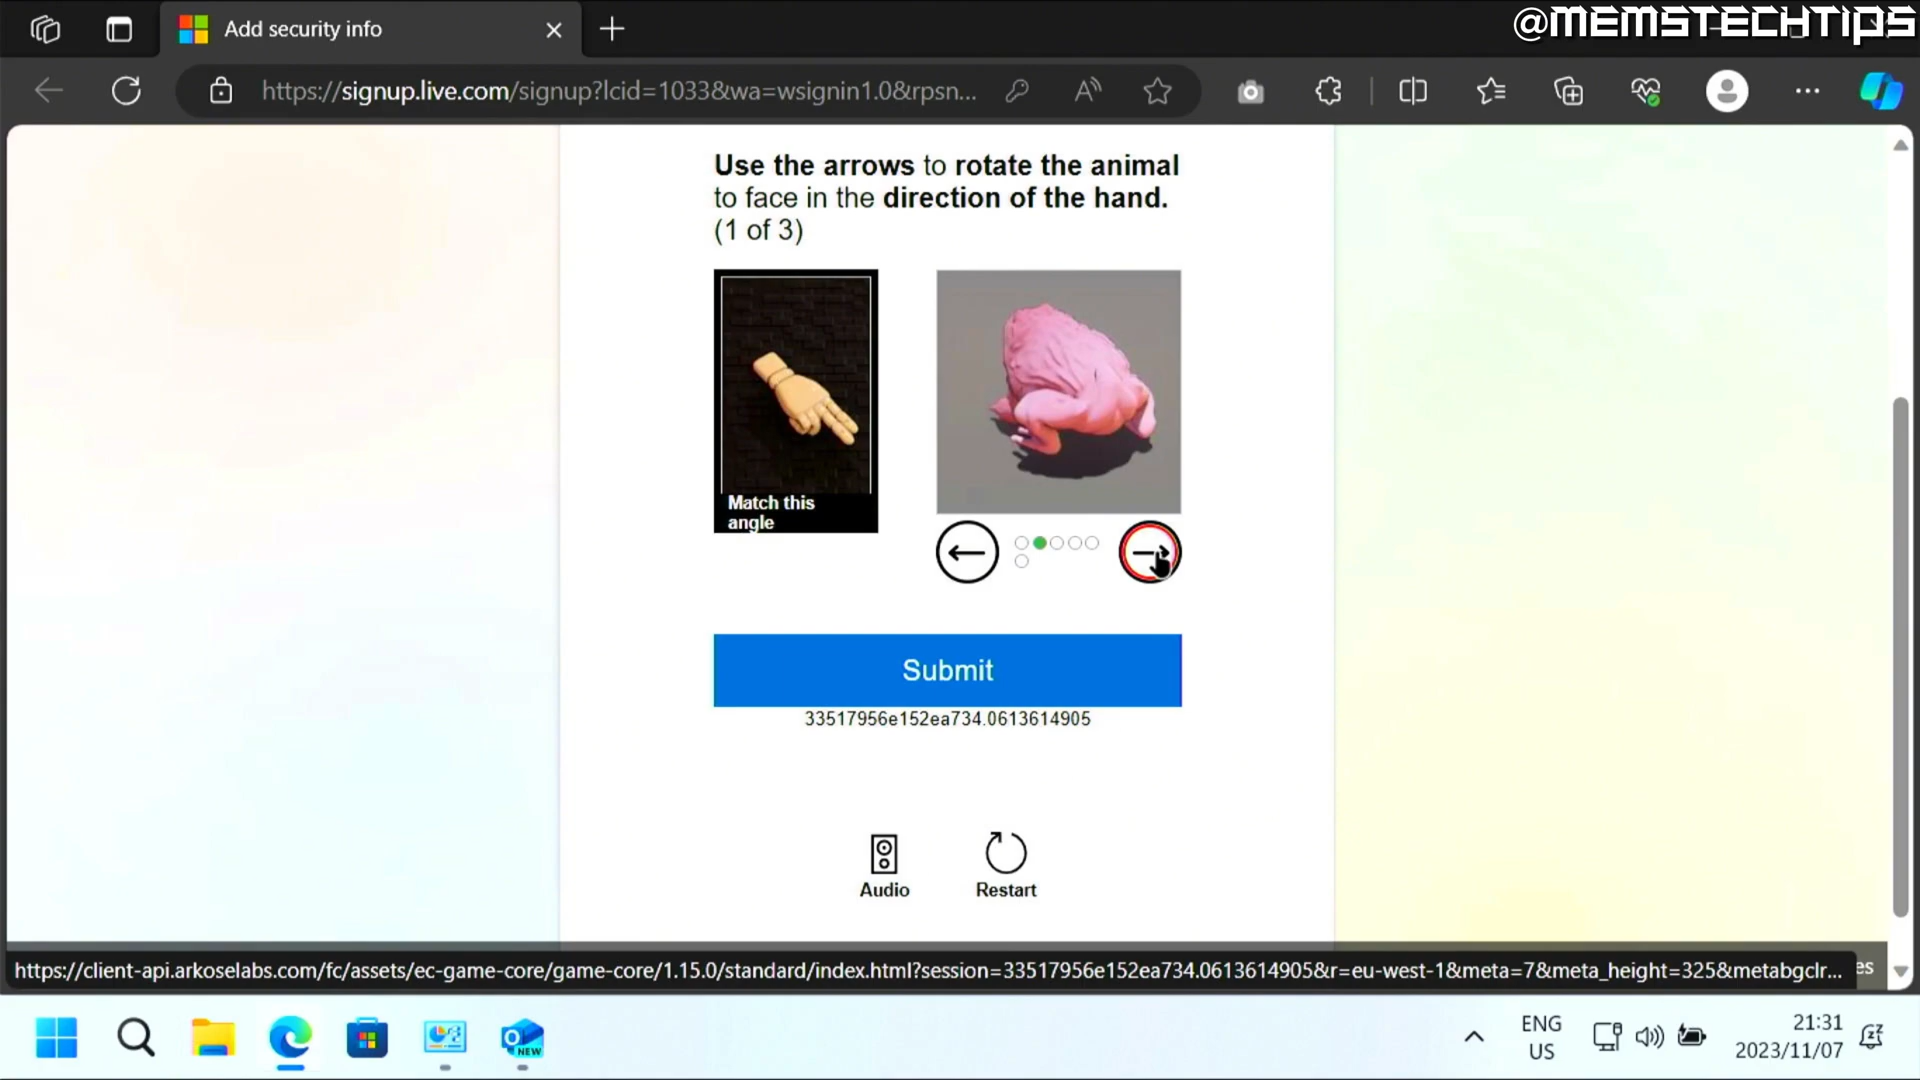 Add security info
@MEMSTECHTIPS
https://signup.live.com/signup?lcid=1033&wa=wsignin1.0&rpsn...
Use the arrows to rotate the animal
to face in the direction of the hand.
(1 of 3)
Match this
angle
Submit
33517956e152ea734.0613614905
Audio
Restart
https://client-api.arkoselabs.com/fc/assets/ec-game-core/game-core/1.15.0/standard/index.html?session=33517956e152ea734.0613614905&r=eu-west-1&meta=7&meta_height=325&metabgclr...
es
NEW
ENG
US
21:31
2023/11/07